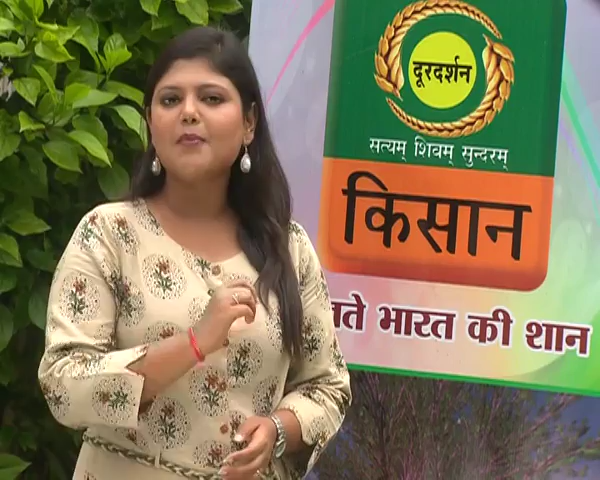 दूरदर्शन
सत्यम् शिवम् सुन्दरम्
किसान
भारत की शान